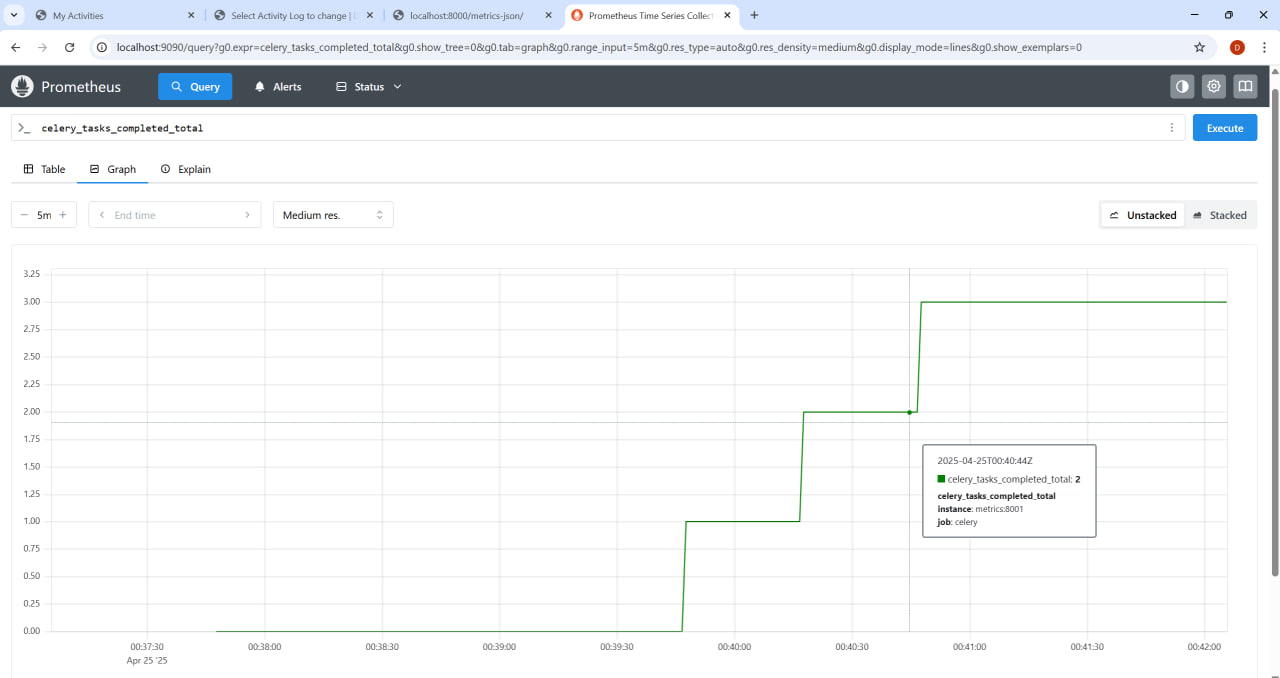 My Activities
Select Activity Log to change | D
localhost:8000/metrics-json/
Prometheus Time Series Collect
localhost:9090/query?g0.expr=celery_tasks_completed_total&g0.show_tree=0&g0.tab=graph&g0.range_input=5m&g0.res_type=auto&g0.res_density=medium&g0.display_mode=lines&g0.show_exemplars=0
D
Prometheus
Query
Alerts
Status
>_ celery_tasks_completed_total
Execute
Table
Graph
Explain
5m
End time
Medium res.
Unstacked
Stacked
3.25
3.00
2.75
2.50
2.25
2.00
1.75
1.50
1.25
1.00
0.75
0.50
0.25
0.00
2025-04-25T00:40:44Z
celery_tasks_completed_total: 2
celery_tasks_completed_total
instance: metrics:8001
job: celery
00:37:30
00:38:00
00:38:30
00:39:00
00:39:30
00:40:00
00:40:30
00:41:00
00:41:30
00:42:00
Apr 25 '25